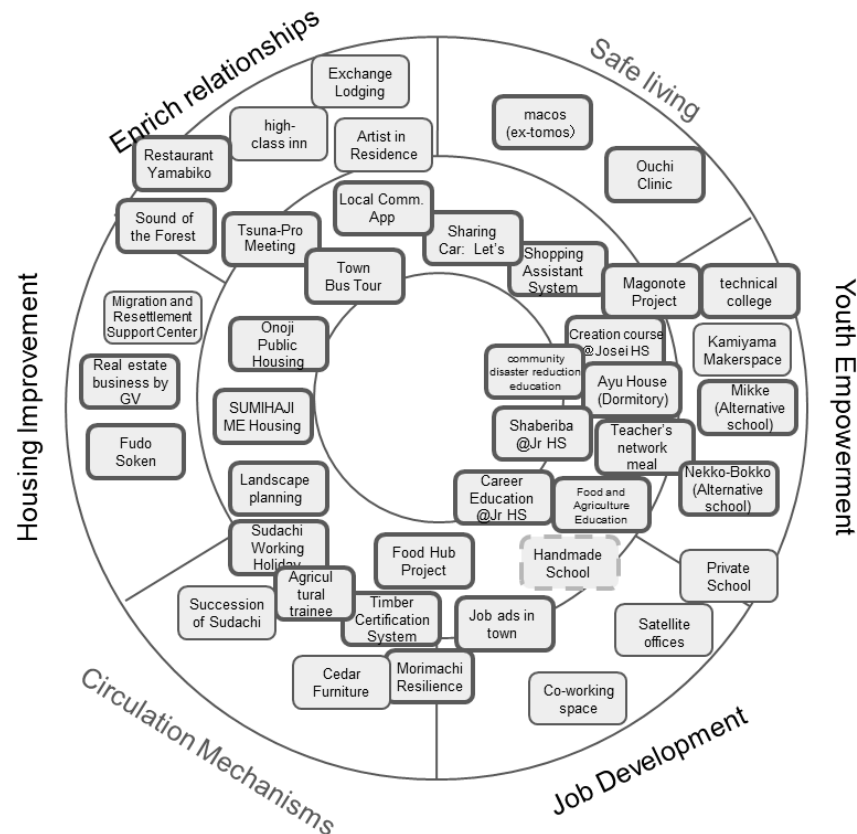 Enrich relationships
Safe living
Exchange
Lodging
high-
class inn
Artist in
Residence
Restaurant
Yamabiko
Sound of
the Forest
macos
(ex-tomos)
Ouchi
Clinic
Local Comm.
App
Tsuna-Pro
Meeting
Sharing
Car: Let's
Town
Bus Tour
Shopping
Assistant
System
Magonote
Project
technical
college
Housing Improvement
Youth Empowerment
Migration and
Resettlement
Support Center
Real estate
business by
GV
Fudo
Soken
Onoji
Public
Housing
SUMIHAJI
ME Housing
Landscape
planning
Creation course
@Josei HS
Kamiyama
Makerspace
community
disaster reduction
education
Ayu House
(Dormitory)
Mikke
(Alternative
school)
Shaberiba
@Jr HS
Teacher's
network
meal
Nekko-Bokko
(Alternative
school)
Career
Education
@Jr HS
Food and
Agriculture
Education
Sudachi
Working
Holiday
Food Hub
Project
Handmade
School
Private
School
Agricul
tural
trainee
Succession
of Sudachi
Timber
Certification
System
Job ads in
town
Satellite
offices
Cedar
Furniture
Morimachi
Resilience
Co-working
space
Circulation Mechanisms
Job Development